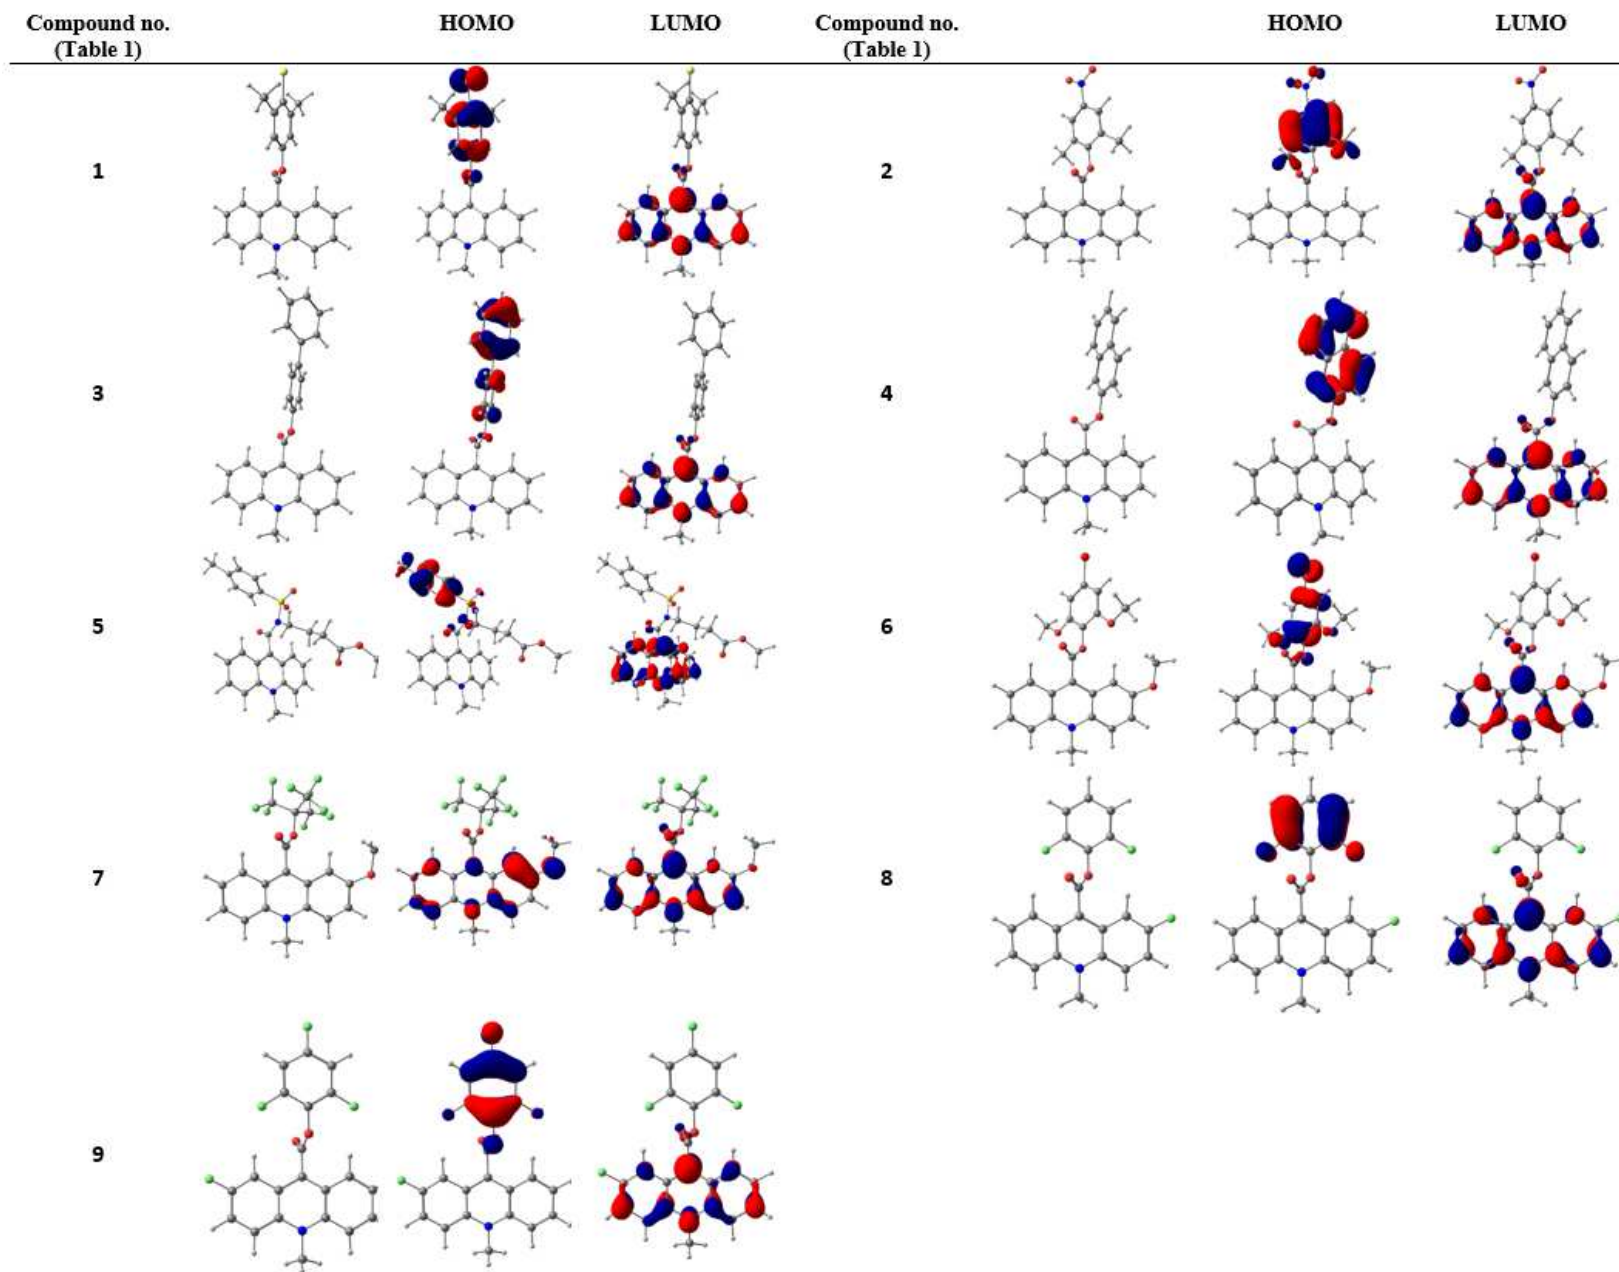 Compound no. HOMO LUMO Compound no. HOMO LUMO
(Table 1) (Table 1)
1 2
3 4
5 6
7 8
9